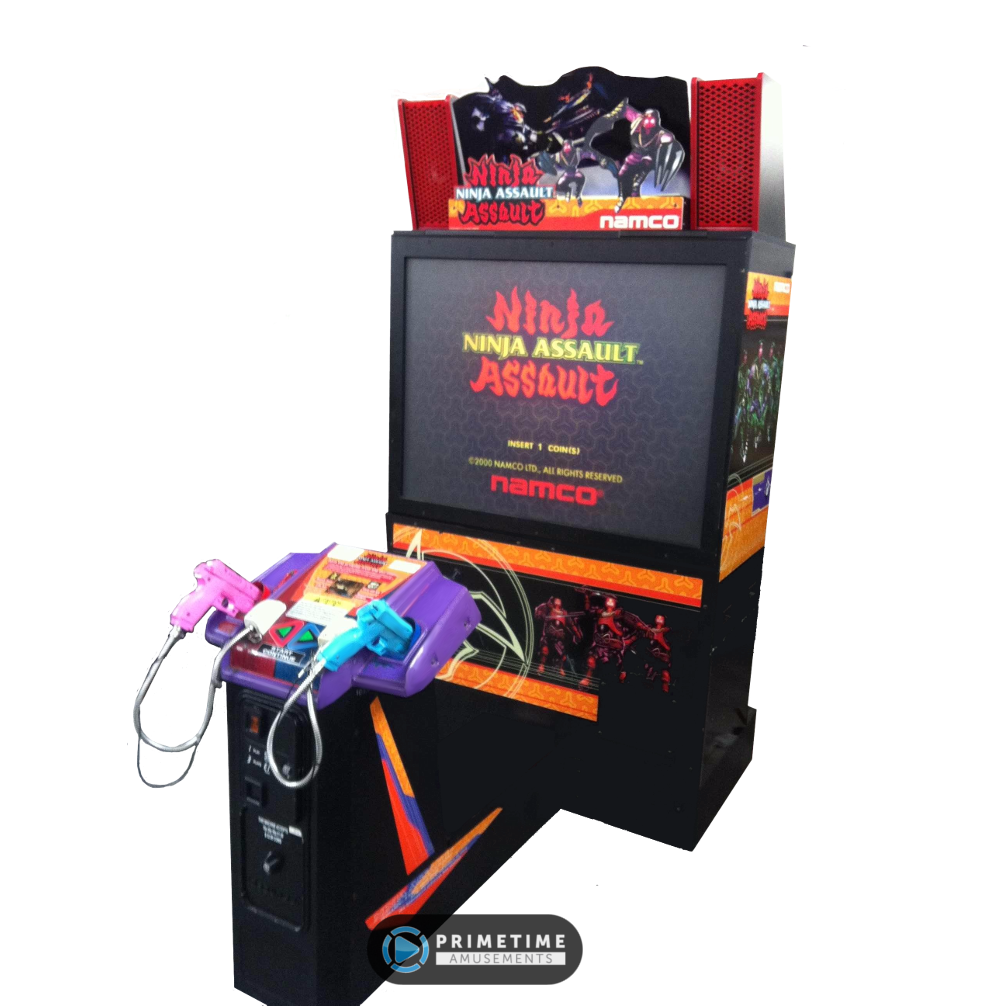 Ninja
NINJA ASSAULT
Assault
namco
Ninja
NINJA ASSAULT™
Assault
INSERT 1 COIN(S)
©2000 NAMCO LTD., ALL RIGHTS RESERVED
namco®
START
CONTINUE
PRIMETIME
AMUSEMENTS